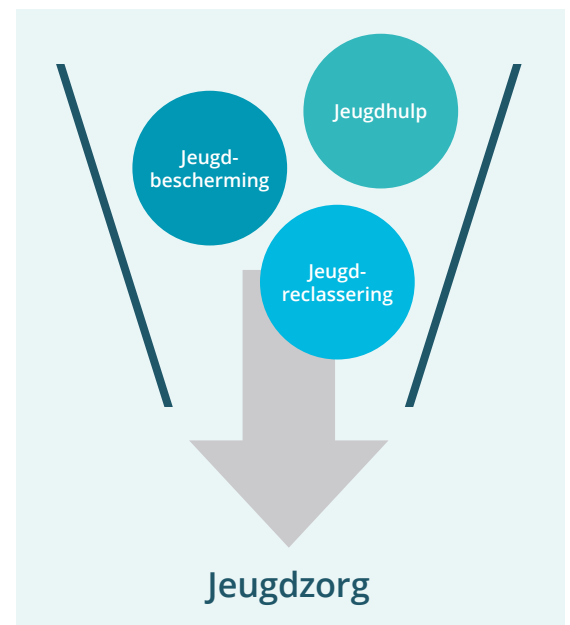 Jeugdhulp
Jeugd-
bescherming
Jeugd-
reclassering
Jeugdzorg